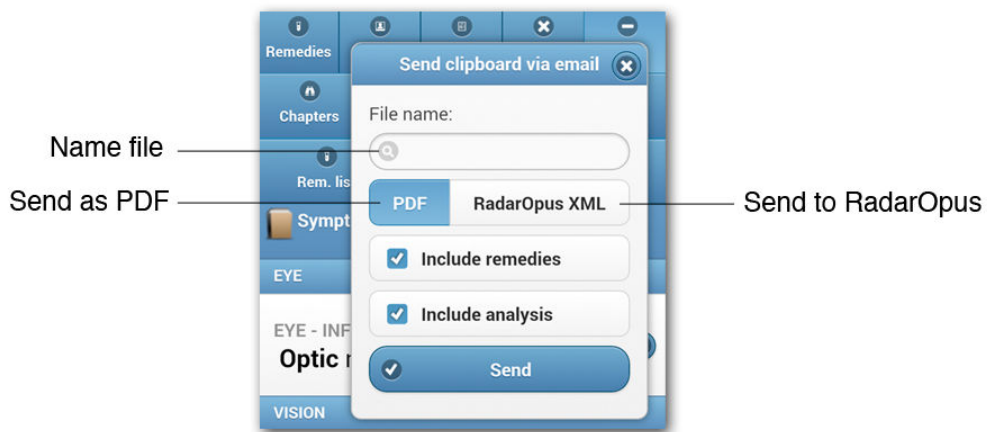 Remedies
Send clipboard via email
Chapters
File name:
Name file
Rem. lis
Send as PDF
PDF
RadarOpus XML
Send to RadarOpus
Sympt
Include remedies
EYE
Include analysis
EYE - INF
Optic
Send
VISION